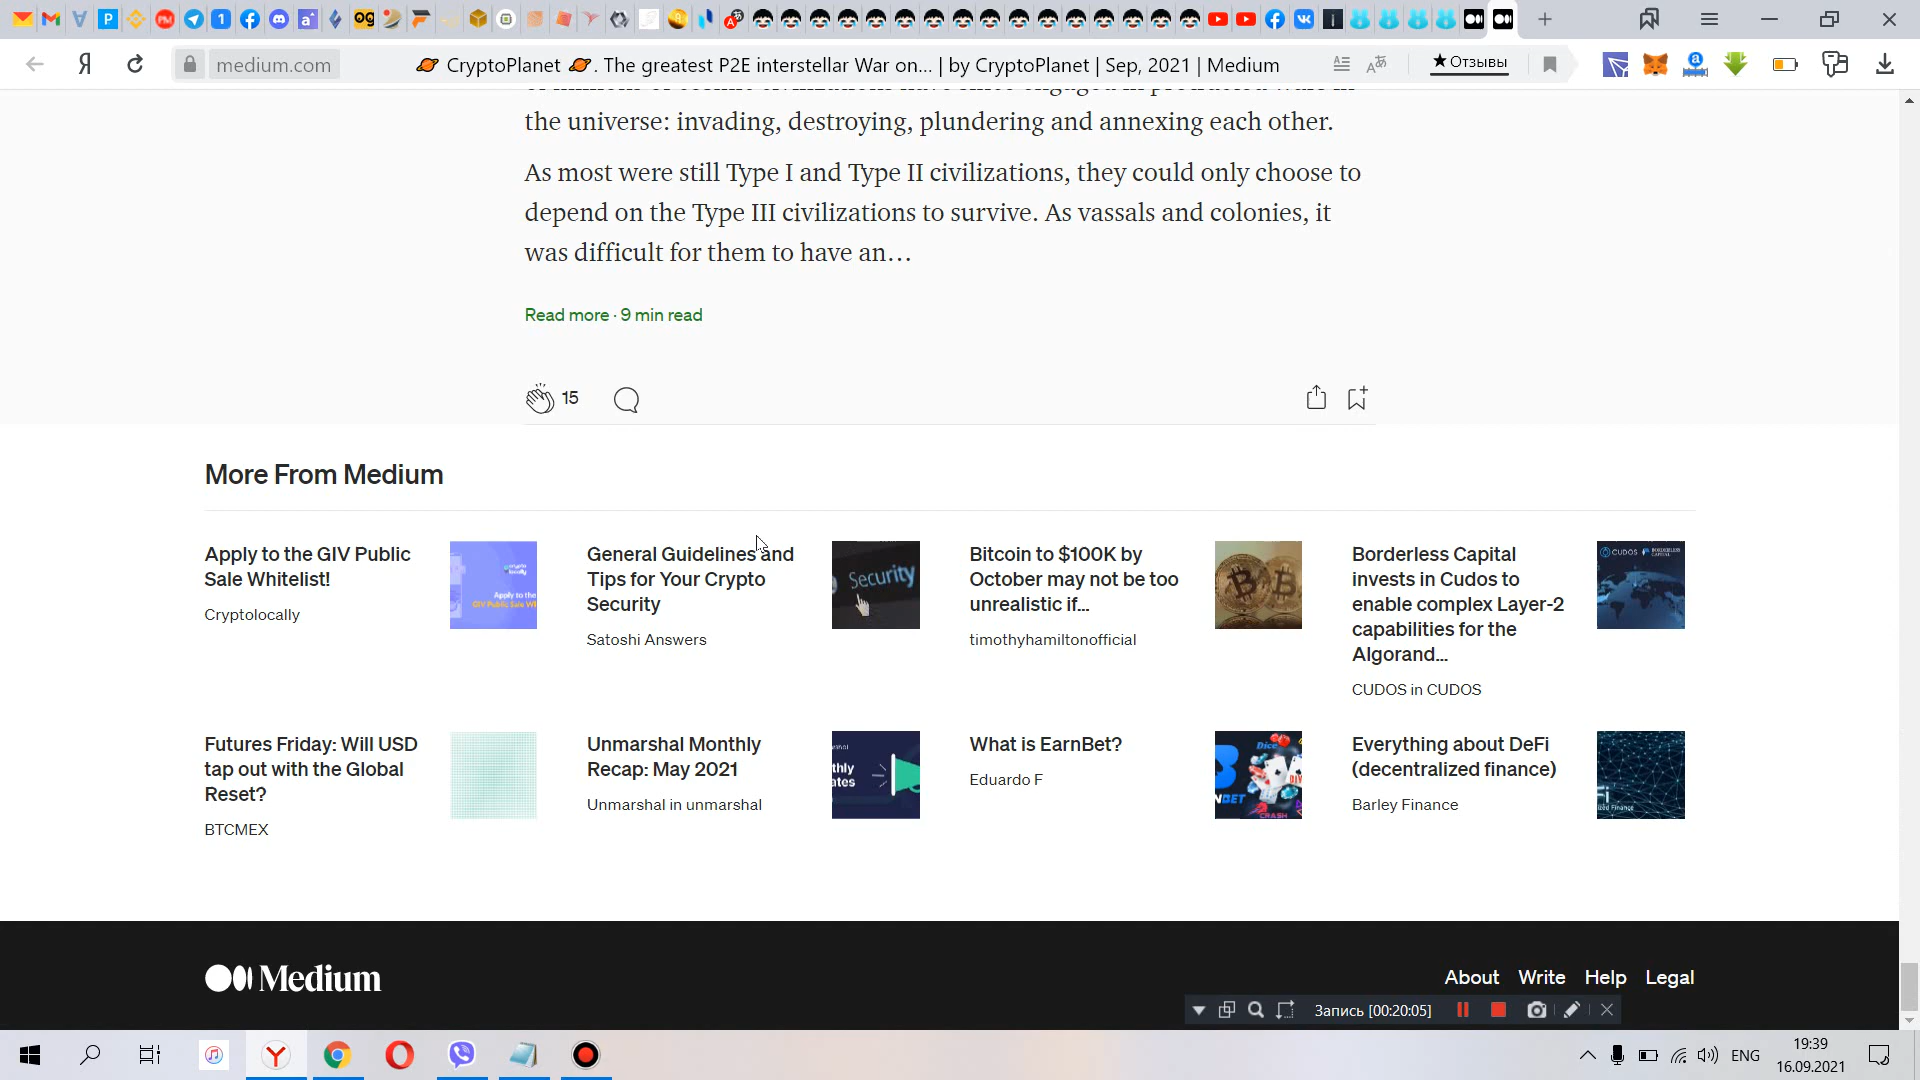 medium.com
CryptoPlanet 🪐. The greatest P2E interstellar War on... | by CryptoPlanet | Sep, 2021 | Medium
★ Отзывы
the universe: invading, destroying, plundering and annexing each other.
As most were still Type I and Type II civilizations, they could only choose to
depend on the Type III civilizations to survive. As vassals and colonies, it
was difficult for them to have an…
Read more · 9 min read
15
More From Medium
Apply to the GIV Public
Sale Whitelist!
Cryptolocally
General Guidelines and
Tips for Your Crypto
Security
Satoshi Answers
Security
Bitcoin to $100K by
October may not be too
unrealistic if...
timothyhamiltonofficial
Borderless Capital
invests in Cudos to
enable complex Layer-2
capabilities for the
Algorand...
CUDOS in CUDOS
Futures Friday: Will USD
tap out with the Global
Reset?
BTCMEX
Unmarshal Monthly
Recap: May 2021
Unmarshal in unmarshal
What is EarnBet?
Eduardo F
Everything about DeFi
(decentralized finance)
Barley Finance
Medium
About Write Help Legal
Запись [00:20:05]
ENG
19:39
16.09.2021